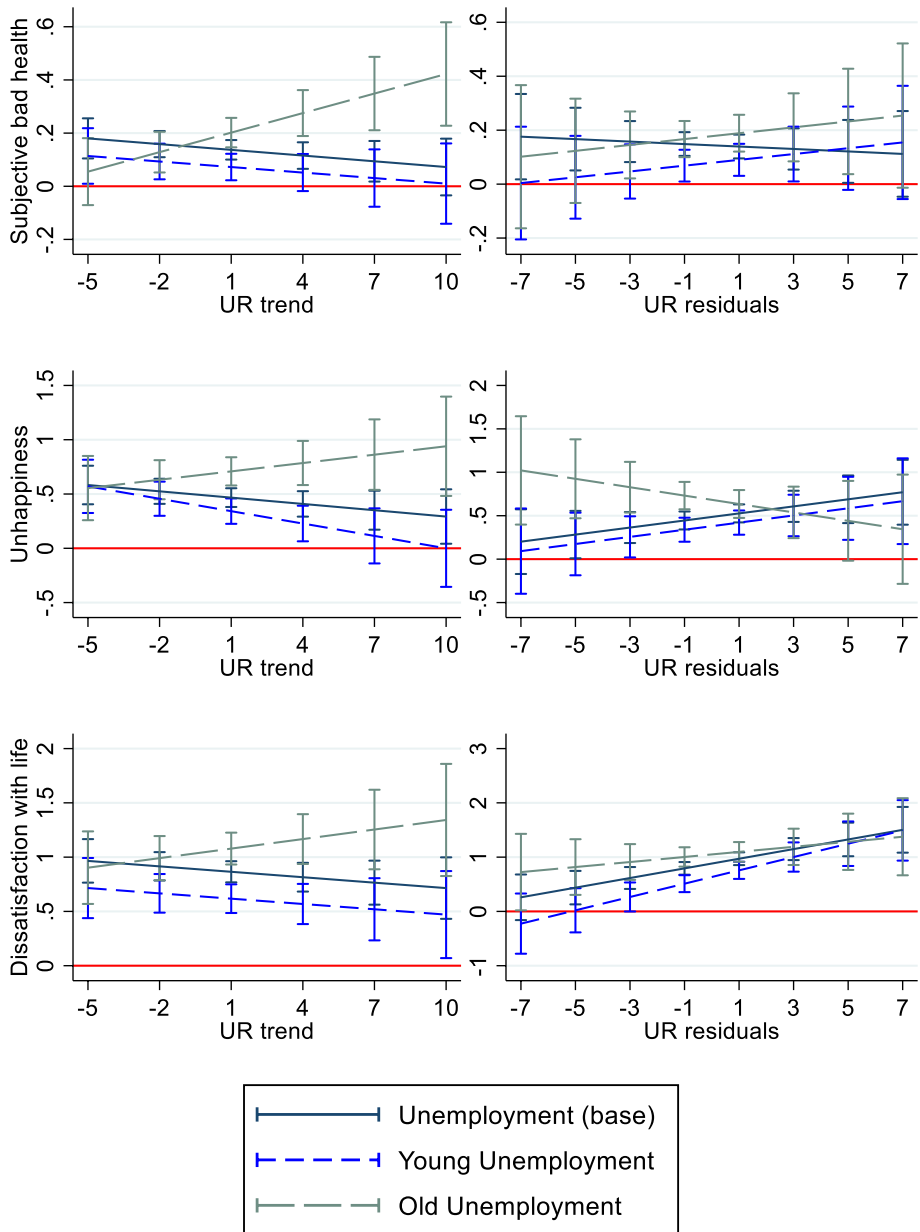 Subjective bad health
.6
.4
.2
0
-.2
-5 -2 1 4 7 10
UR trend
.6
.4
.2
0
-.2
-7 -5 -3 -1 1 3 5 7
UR residuals
Unhappiness
1.5
1
.5
0
-.5
-5 -2 1 4 7 10
UR trend
2
1.5
1
.5
0
-.5
-7 -5 -3 -1 1 3 5 7
UR residuals
Dissatisfaction with life
2
1.5
1
.5
0
-5 -2 1 4 7 10
UR trend
3
2
1
0
-1
-7 -5 -3 -1 1 3 5 7
UR residuals
Unemployment (base)
Young Unemployment
Old Unemployment